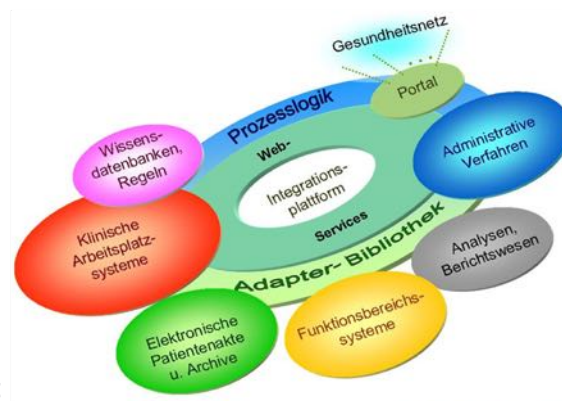 Gesundheitsnetz
Portal
Prozesslogik
Wissens-
datenbanken,
Regeln
Web-
Administrative
Verfahren
Integrations-
plattform
Klinische
Arbeitsplatz-
systeme
Services
Adapter-Bibliothek
Analysen,
Berichtswesen
Elektronische
Patientenakte
u. Archive
Funktionsbereichs-
systeme